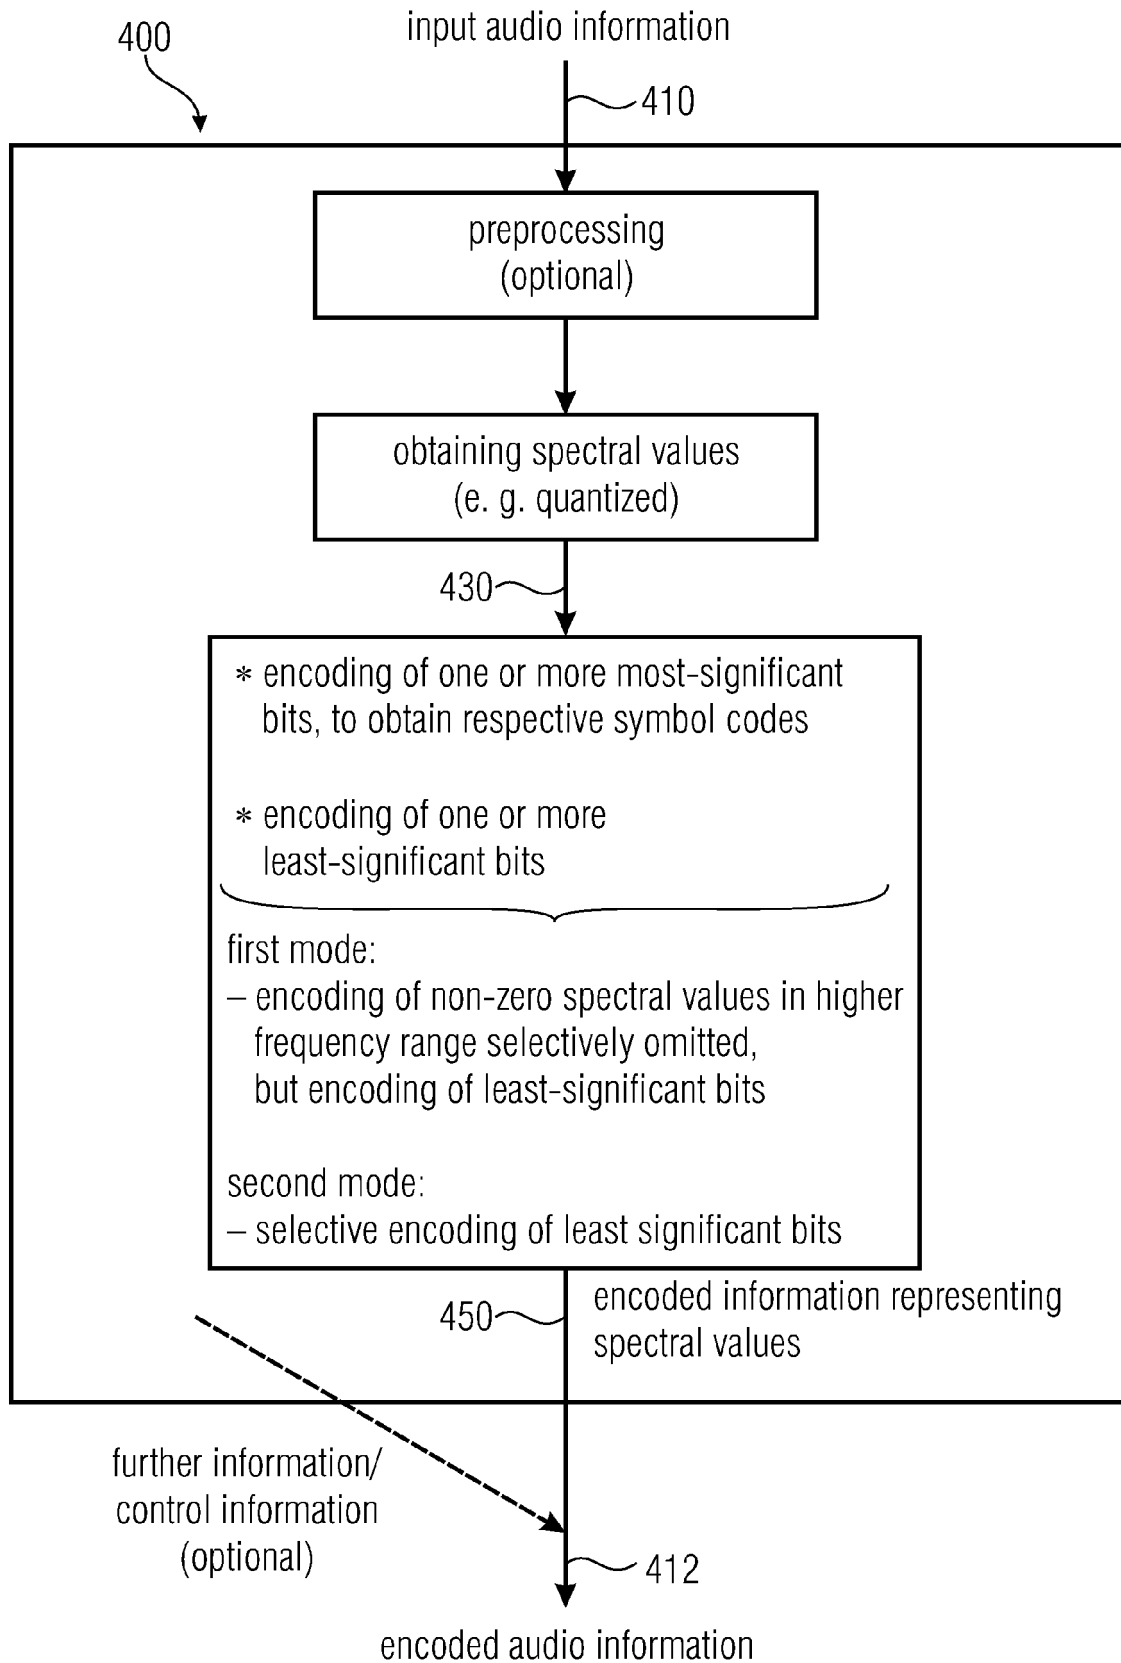 400
input audio information
410
preprocessing
(optional)
obtaining spectral values
(e. g. quantized)
430
* encoding of one or more most-significant
bits, to obtain respective symbol codes
* encoding of one or more
least-significant bits
first mode:
– encoding of non-zero spectral values in higher
frequency range selectively omitted,
but encoding of least-significant bits
second mode:
– selective encoding of least significant bits
450
encoded information representing
spectral values
further information/
control information
(optional)
412
encoded audio information